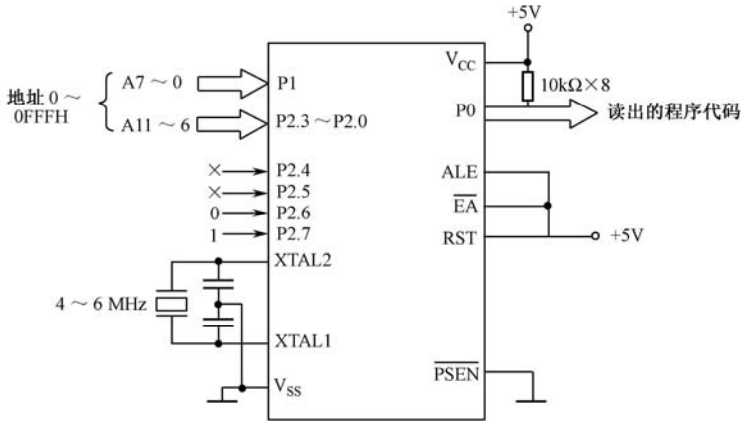 +5V
V_CC
10kΩ×8
P0
读出的程序代码
地址 0～
0FFFH
A7～0
P1
A11～6
P2.3～P2.0
×
P2.4
×
P2.5
0
P2.6
1
P2.7
ALE
E̅A̅
RST
+5V
XTAL2
4～6 MHz
XTAL1
P̅S̅E̅N̅
V_SS